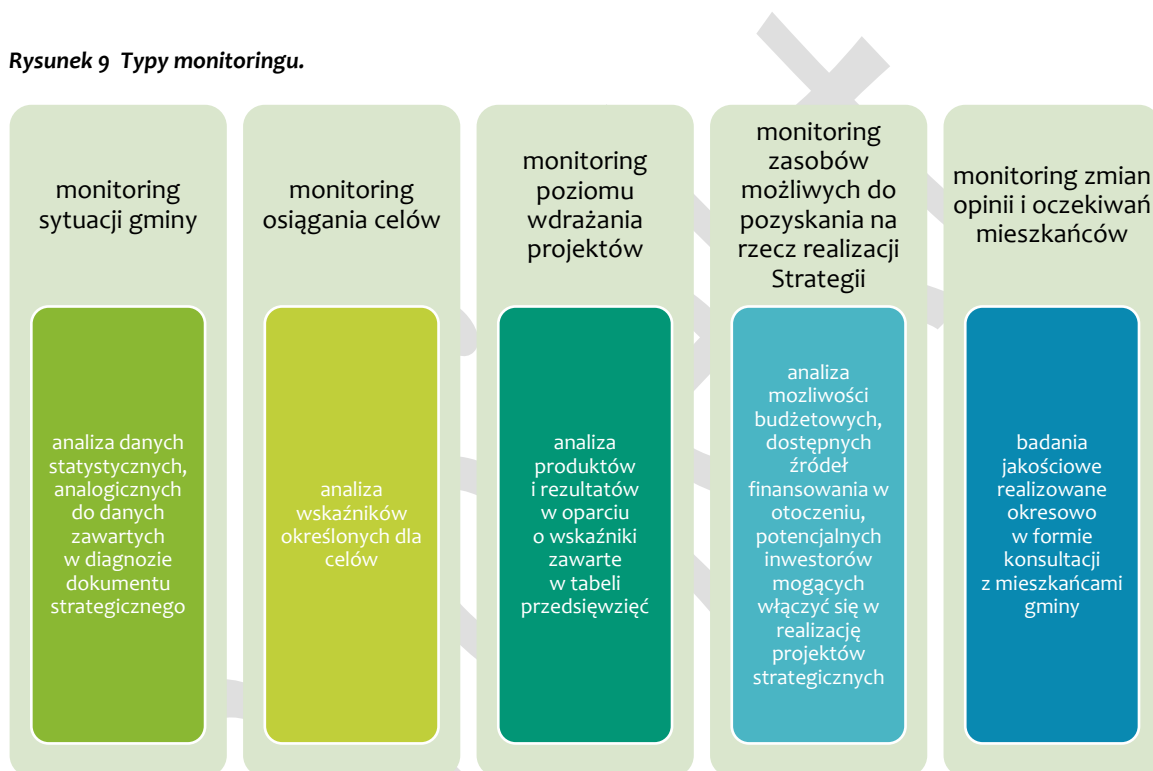 Rysunek 9 Typy monitoringu.
monitoring
sytuacji gminy
analiza danych
statystycznych,
analogicznych
do danych
zawartych
w diagnozie
dokumentu
strategicznego
monitoring
osiągania celów
analiza
wskaźników
określonych dla
celów
monitoring
poziomu
wdrażania
projektów
analiza
produktów
i rezultatów
w oparciu
o wskaźniki
zawarte
w tabeli
przedsięwzięć
monitoring
zasobów
możliwych do
pozyskania na
rzecz realizacji
Strategii
analiza
mozliwości
budżetowych,
dostępnych
źródeł
finansowania w
otoczeniu,
potencjalnych
inwestorów
mogących
włączyć się w
realizację
projektów
strategicznych
monitoring zmian
opinii i oczekiwań
mieszkańców
badania
jakościowe
realizowane
okresowo
w formie
konsultacji
z mieszkańcami
gminy